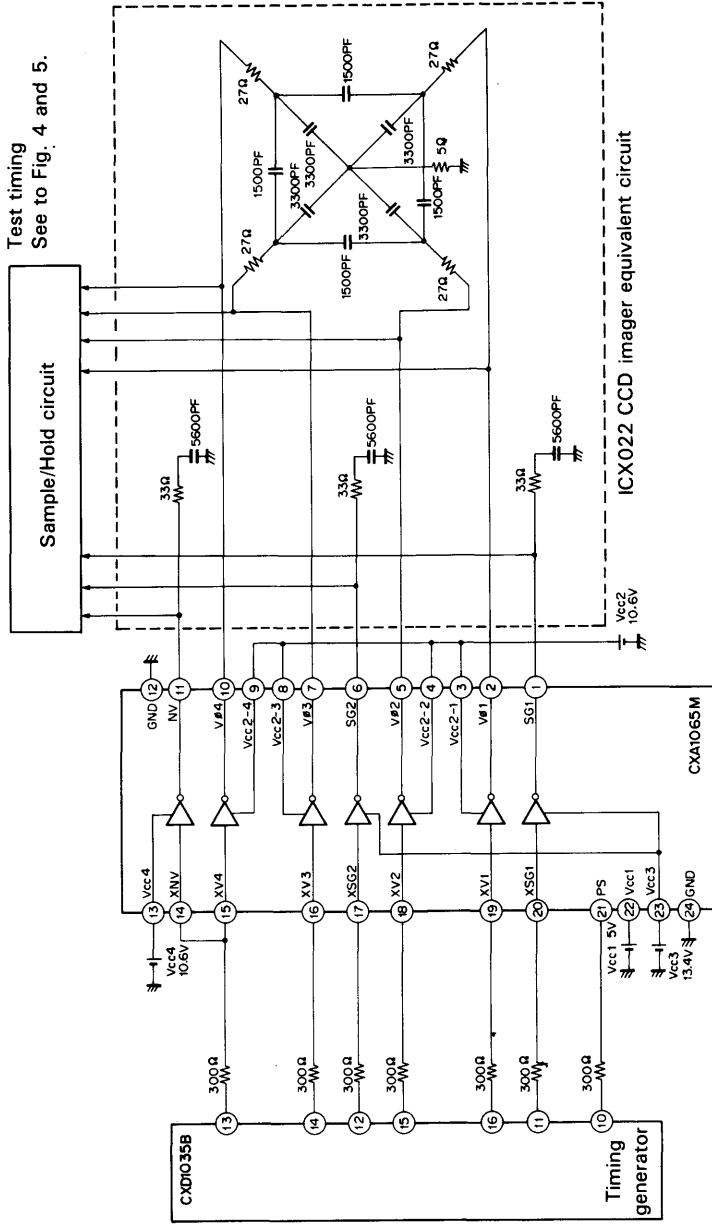 Test timing
See to Fig. 4 and 5.
Sample/Hold circuit
27Ω
27Ω
1500PF
1500PF
3300PF
3300PF
3300PF
3300PF
5Ω
1500PF
1500PF
27Ω
27Ω
33Ω
5600PF
33Ω
5600PF
33Ω
5600PF
ICX022 CCD imager equivalent circuit
Vcc2
10.6V
GND
12
NV
11
VØ4
10
Vcc2-4
9
Vcc2-3
8
VØ3
7
SG2
6
VØ2
5
Vcc2-2
4
Vcc2-1
3
VØ1
2
SG1
1
CXA1065M
13
Vcc4
14
XNV
15
XV4
16
XV3
17
XSG2
18
XV2
19
XV1
20
XSG1
21
PS
22
Vcc1
23
Vcc3
24
GND
Vcc4
10.6V
Vcc1 5V
Vcc3
13.4V
300Ω
300Ω
300Ω
300Ω
300Ω
300Ω
300Ω
CXD1035B
13
14
12
15
16
11
10
Timing
generator